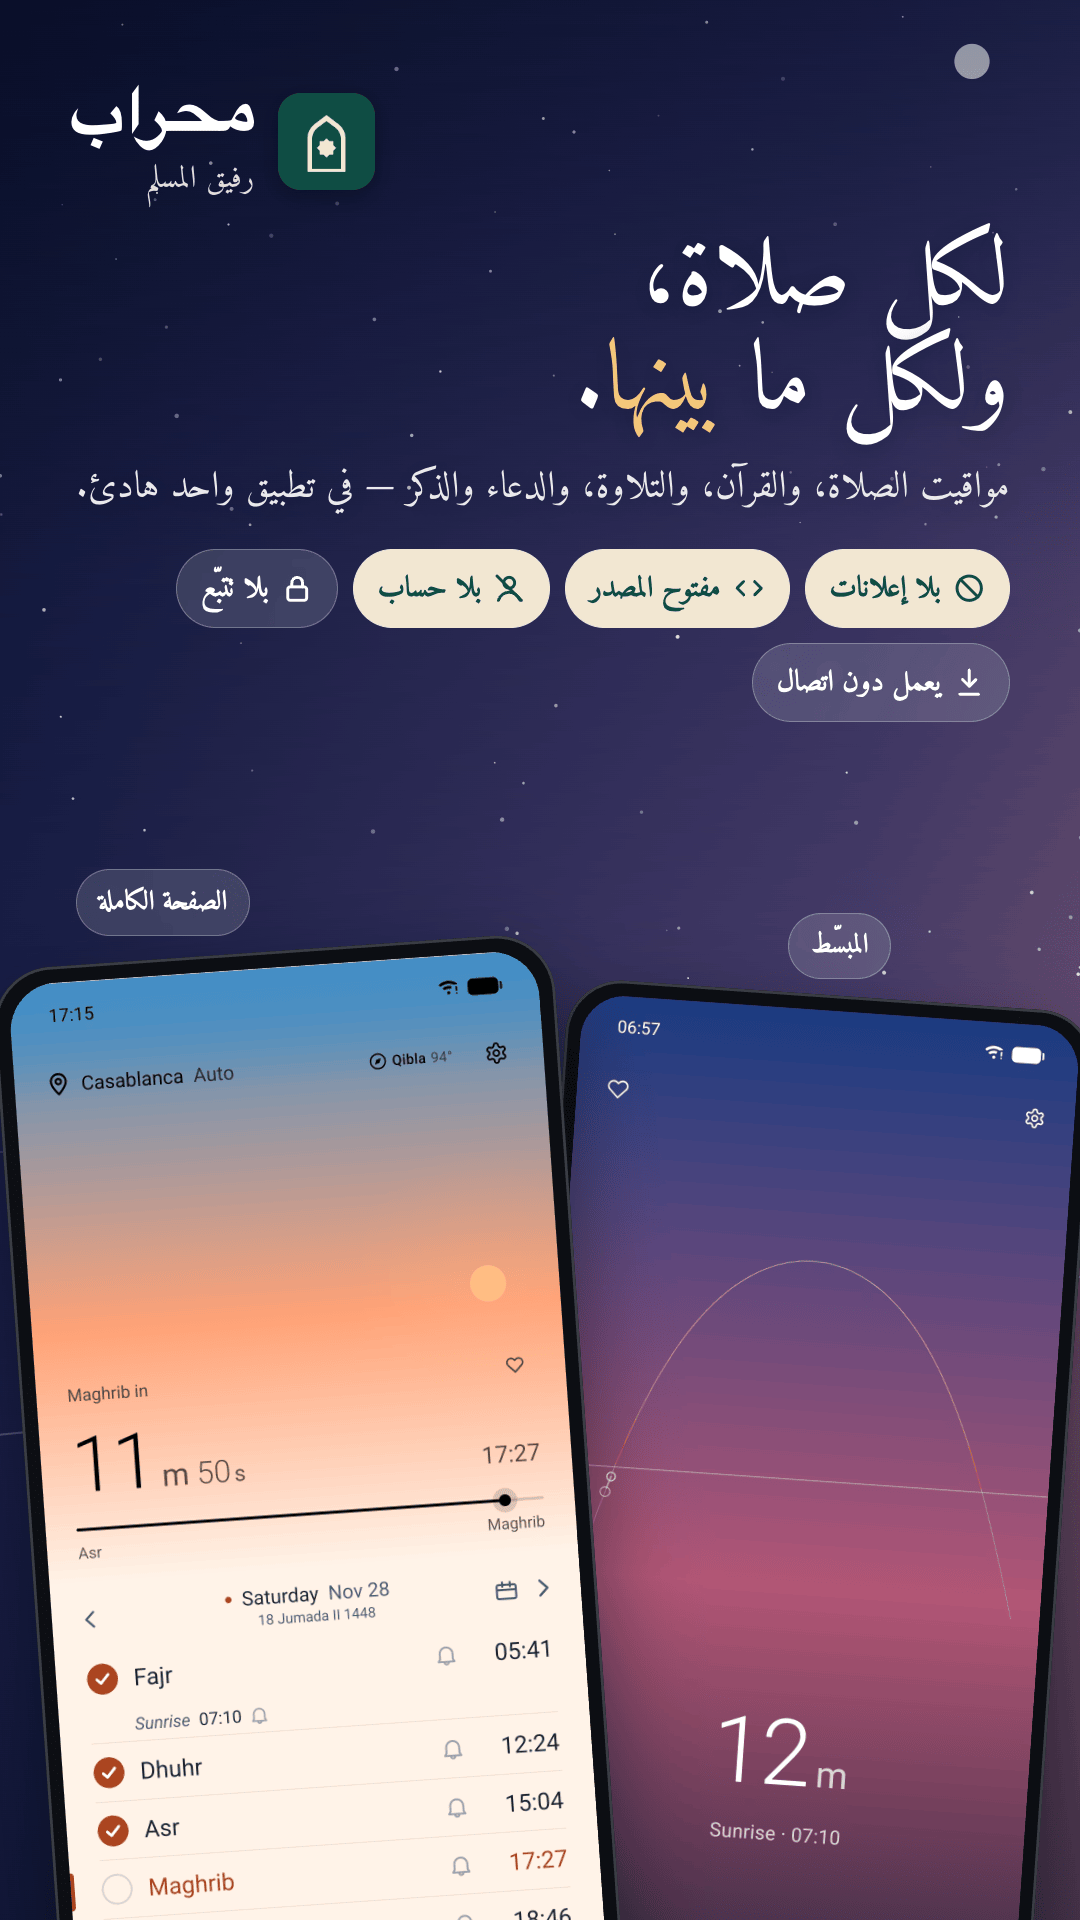 محراب
رفيق المسلم
لكل صلاة،
ولكل ما بينها.
مواقيت الصلاة، والقرآن، والتلاوة، والدعاء والذكر — في تطبيق واحد هادئ.
بلا إعلانات
مفتوح المصدر
بلا حساب
بلا تتبّع
يعمل دون اتصال
الصفحة الكاملة
المبسّط
17:15
Casablanca Auto
Qibla 94°
Maghrib in
11 m 50 s
17:27
Asr
Maghrib
Saturday Nov 28
18 Jumada II 1448
Fajr 05:41
Sunrise 07:10
Dhuhr 12:24
Asr 15:04
Maghrib 17:27
18:46
06:57
12 m
Sunrise · 07:10